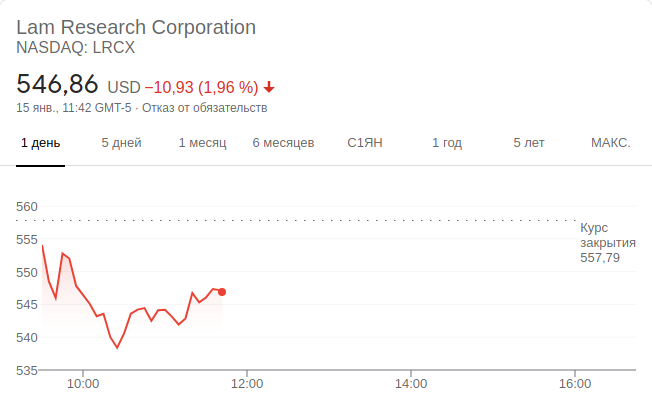 Lam Research Corporation
NASDAQ: LRCX
546,86 USD −10,93 (1,96 %)
15 янв., 11:42 GMT-5 · Отказ от обязательств
1 день 5 дней 1 месяц 6 месяцев С1ЯН 1 год 5 лет МАКС.
560
Курс
закрытия
557,79
555
550
545
540
535
10:00 12:00 14:00 16:00